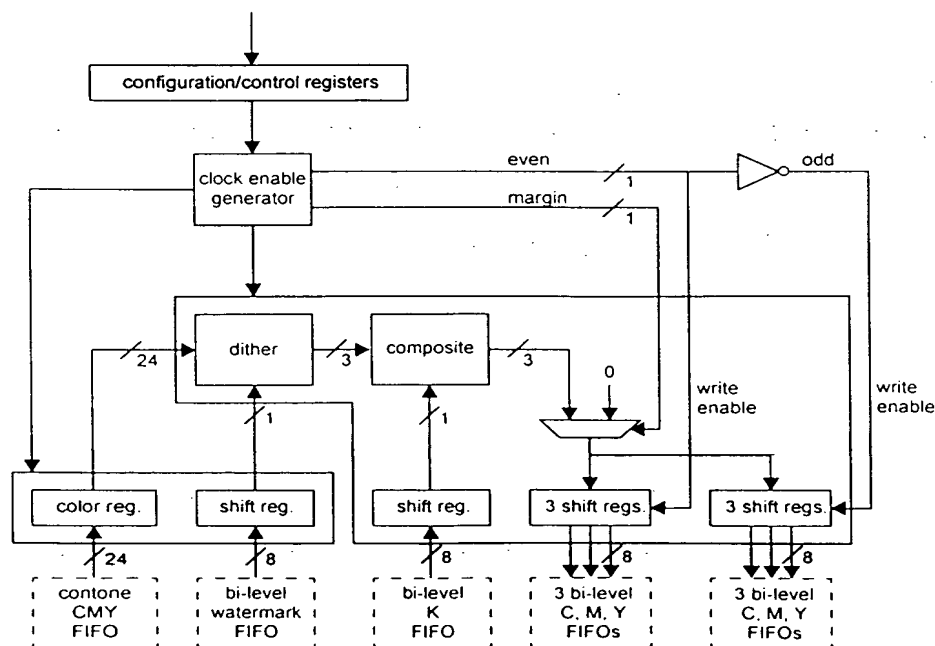 configuration/control registers
clock enable
generator
even
1
odd
margin
1
dither
composite
24
3
3
0
1
1
write
enable
write
enable
color reg.
shift reg.
shift reg.
3 shift regs.
3 shift regs.
24
8
8
8
8
contone
CMY
FIFO
bi-level
watermark
FIFO
bi-level
K
FIFO
3 bi-level
C, M, Y
FIFOs
3 bi-level
C, M, Y
FIFOs